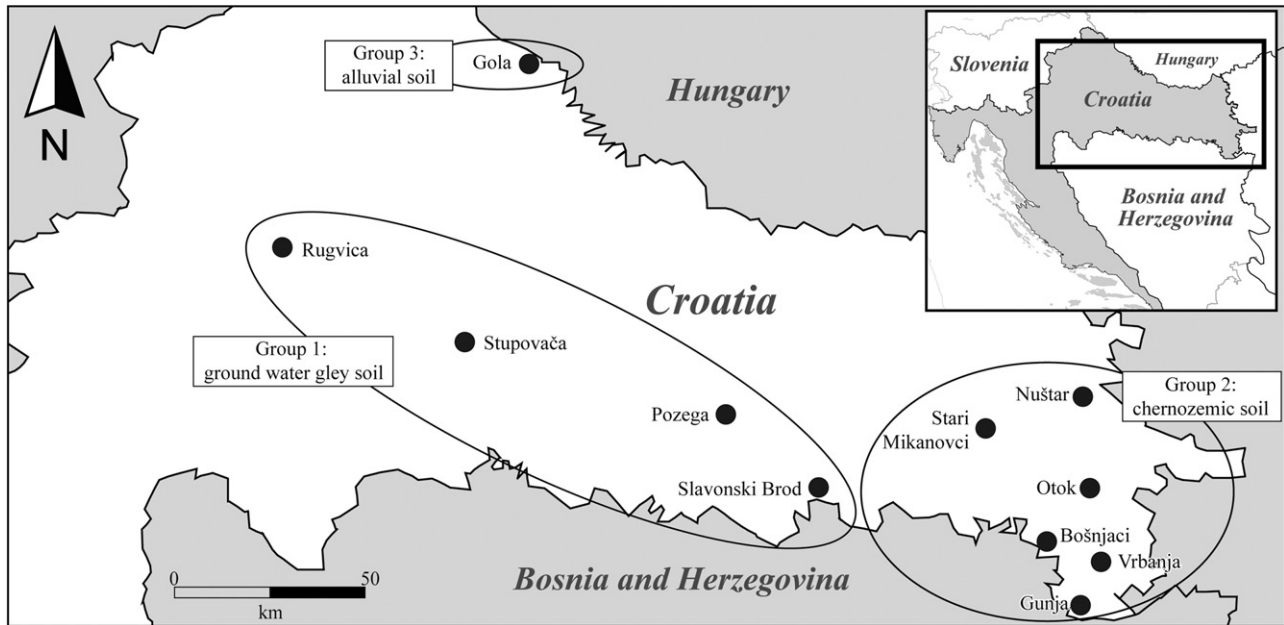 Group 3:
alluvial soil
Gola
Hungary
N
Slovenia
Hungary
Croatia
Bosnia and
Herzegovina
Rugvica
Croatia
Stupovača
Group 1:
ground water gley soil
Pozega
Slavonski Brod
Group 2:
chernozemic soil
Nuštar
Stari
Mikanovci
Otok
Bošnjaci
Vrbanja
Gunja
Bosnia and Herzegovina
0 50
km